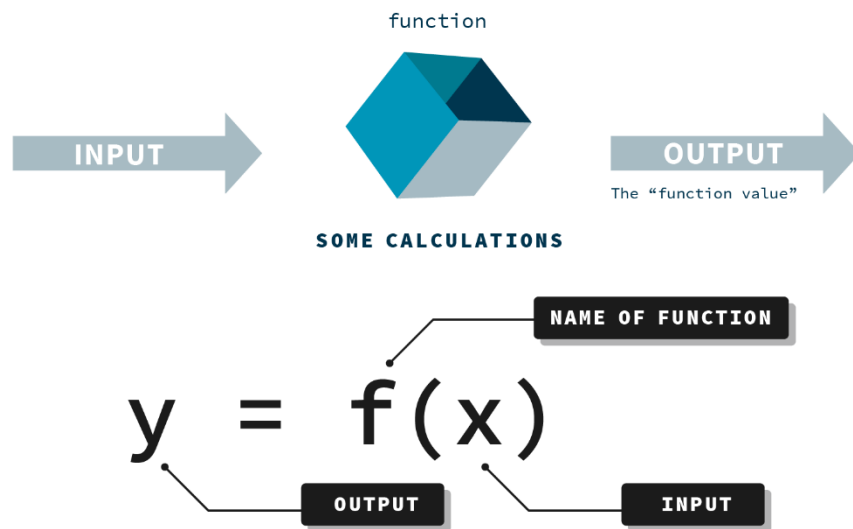 function
INPUT
OUTPUT
The “function value”
SOME CALCULATIONS
NAME OF FUNCTION
y = f(x)
OUTPUT
INPUT